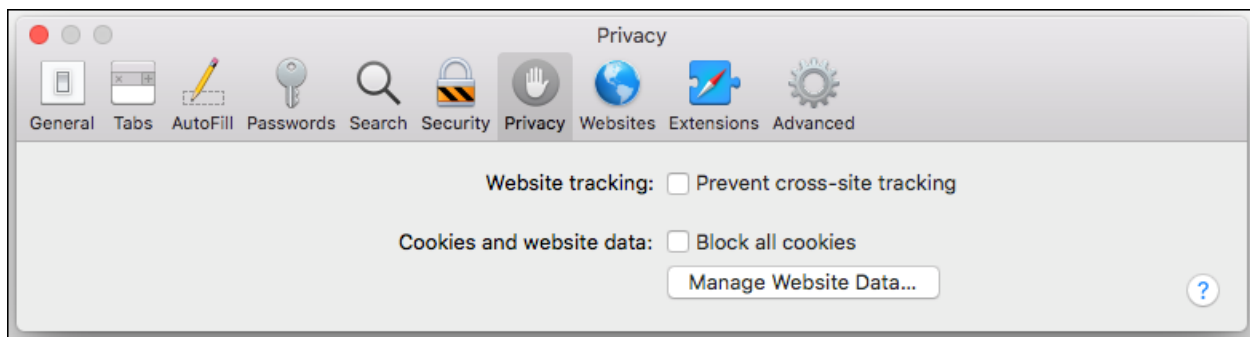 Privacy
General Tabs AutoFill Passwords Search Security Privacy Websites Extensions Advanced
Website tracking: Prevent cross-site tracking
Cookies and website data: Block all cookies
Manage Website Data...
?